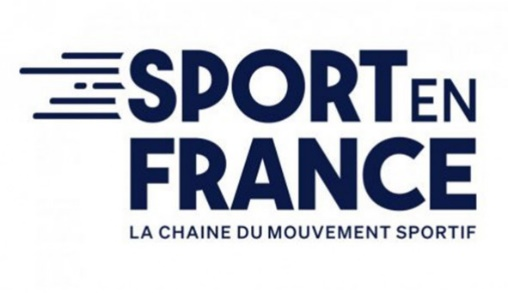 SPORT EN
FRANCE
LA CHAINE DU MOUVEMENT SPORTIF